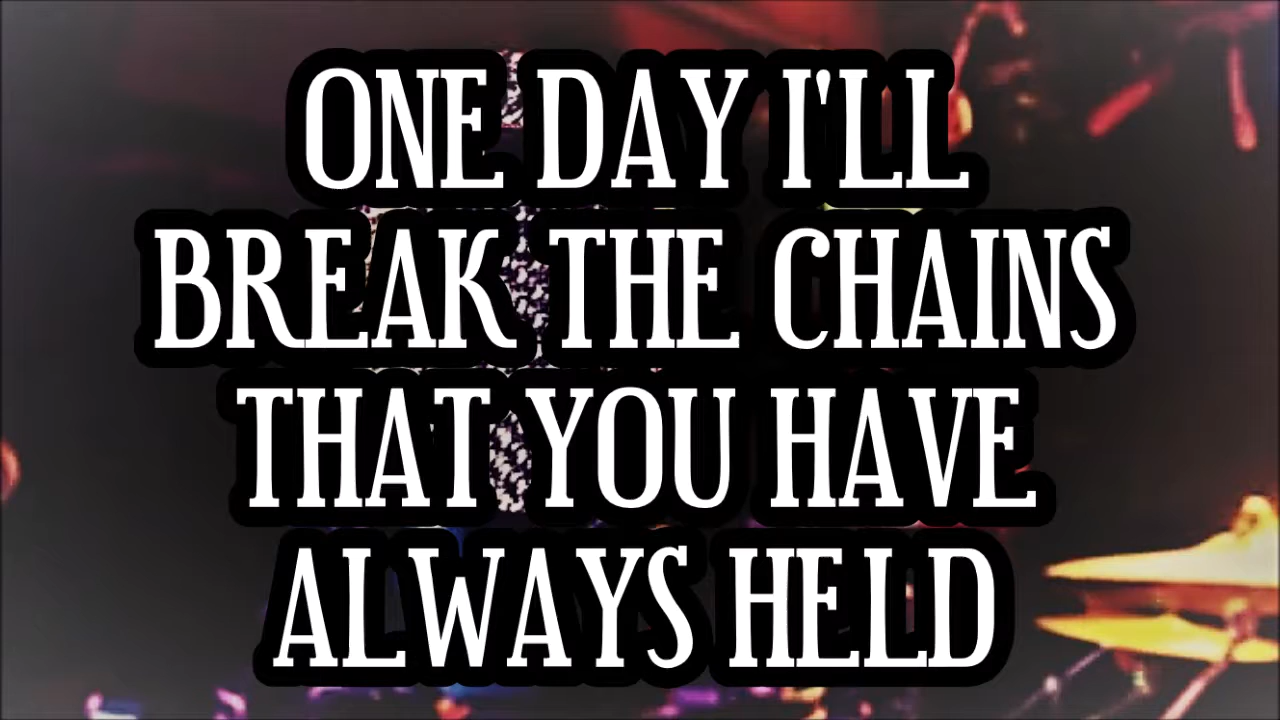 ONE DAY I'LL
BREAK THE CHAINS
THAT YOU HAVE
ALWAYS HELD